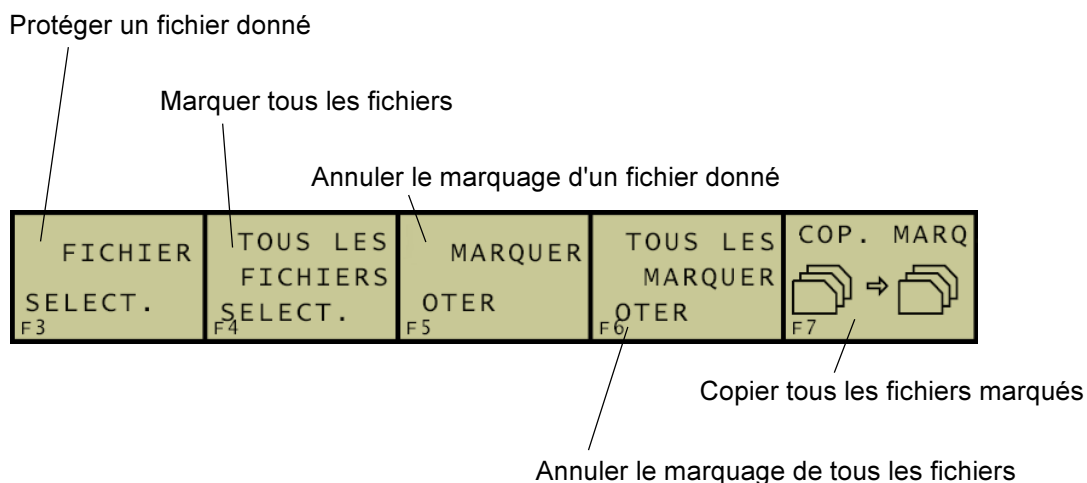 Protéger un fichier donné
Marquer tous les fichiers
Annuler le marquage d'un fichier donné
FICHIER
SELECT.
F3
TOUS LES
FICHIERS
SELECT.
F4
MARQUER
OTER
F5
TOUS LES
MARQUER
OTER
F6
COP. MARQ
F7
Copier tous les fichiers marqués
Annuler le marquage de tous les fichiers